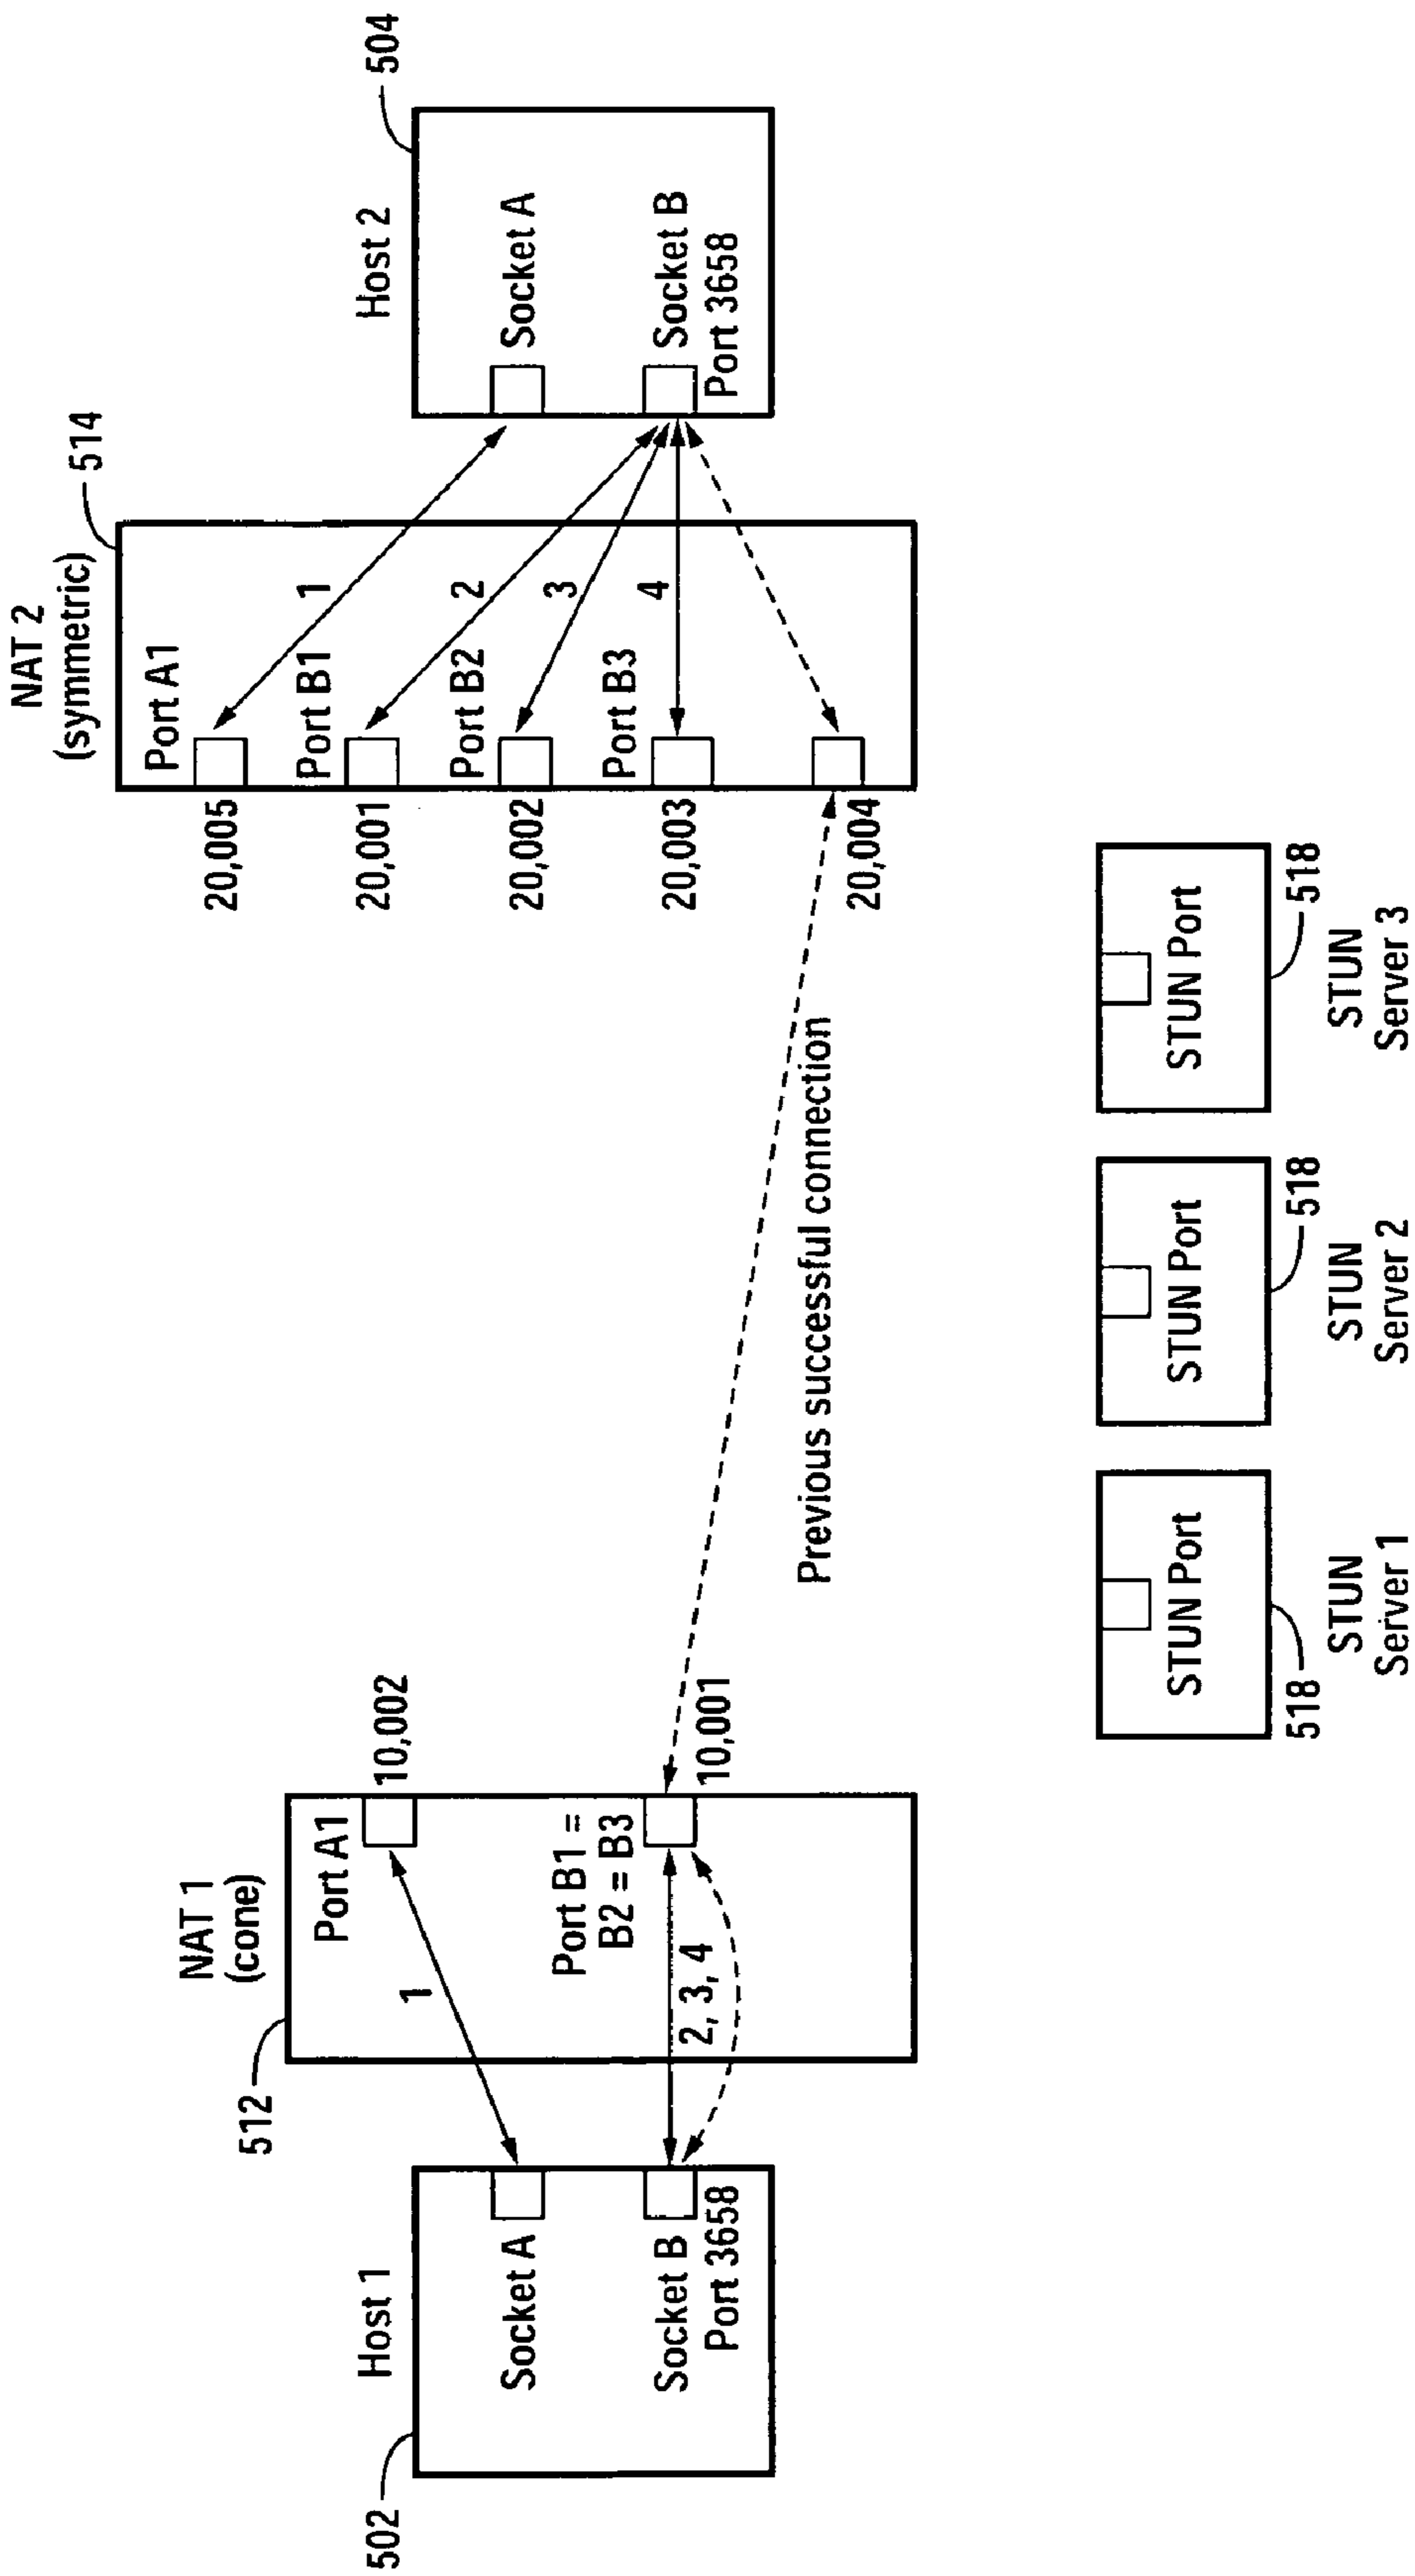 Host 1
502
Socket A
Socket B
Port 3658
NAT 1
(cone)
512
Port A1
10,002
1
Port B1 =
B2 = B3
10,001
2, 3, 4
Previous successful connection
NAT 2
(symmetric)
514
Port A1
20,005
1
Port B1
20,001
2
Port B2
20,002
3
Port B3
20,003
4
20,004
Host 2
504
Socket A
Socket B
Port 3658
STUN Port
518
STUN
Server 1
STUN Port
518
STUN
Server 2
STUN Port
518
STUN
Server 3